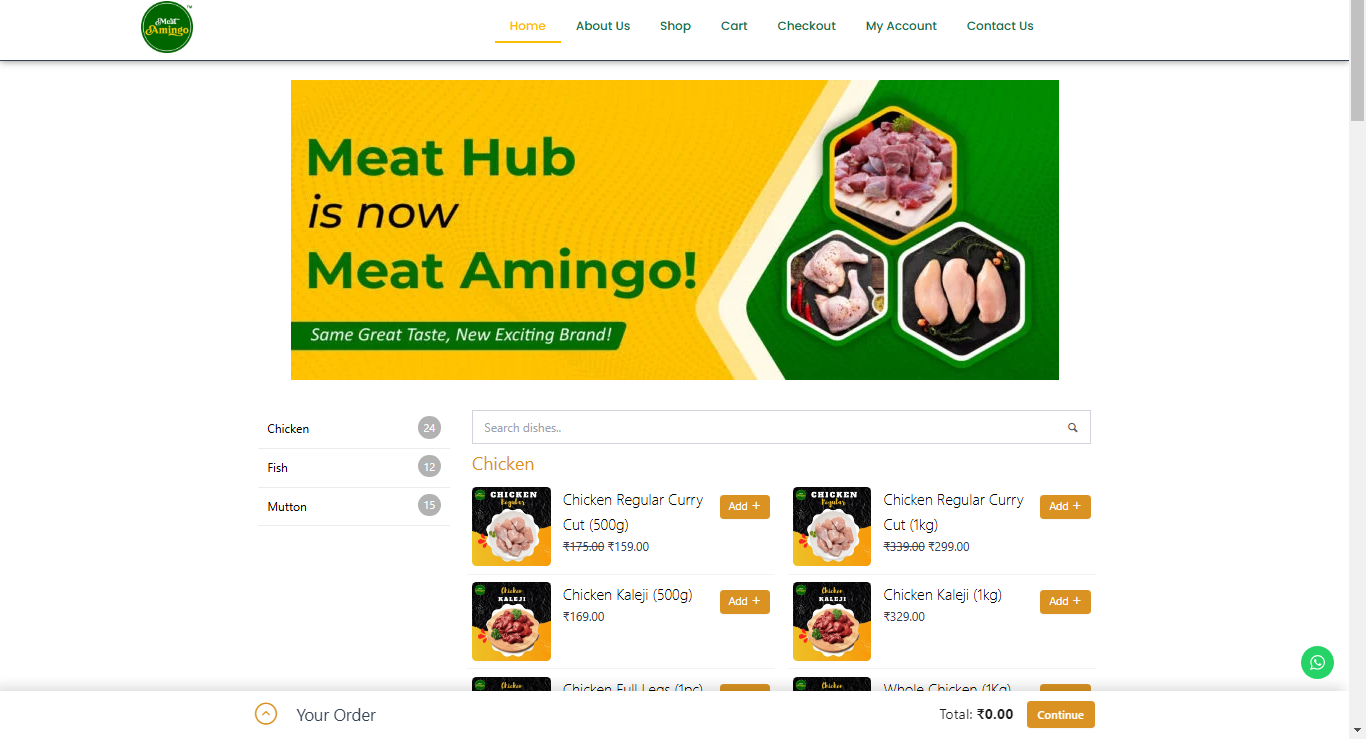 Meat
Amingo
TM
Home
About Us
Shop
Cart
Checkout
My Account
Contact Us
Meat Hub
is now
Meat Amingo!
Same Great Taste, New Exciting Brand!
Chicken 24
Fish 12
Mutton 15
Search dishes..
Chicken
CHICKEN
Regular
Chicken Regular Curry
Cut (500g)
₹175.00 ₹159.00
Add +
CHICKEN
Regular
Chicken Regular Curry
Cut (1kg)
₹339.00 ₹299.00
Add +
Chicken
KALEJI
Chicken Kaleji (500g)
₹169.00
Add +
Chicken
KALEJI
Chicken Kaleji (1kg)
₹329.00
Add +
Chicken
Chicken Full Legs (1pc)
Chicken
Whole Chicken (1Kg)
Your Order
Total: ₹0.00
Continue